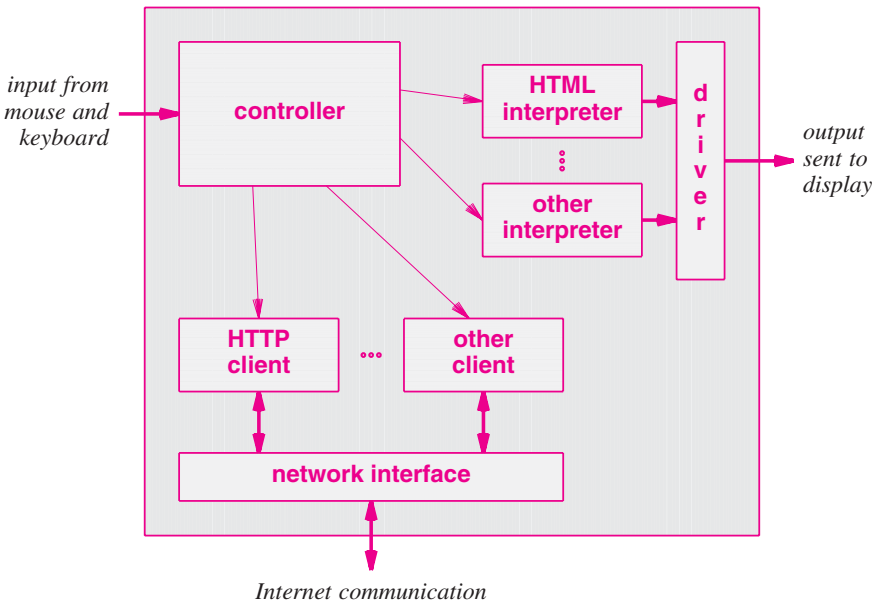 input from
mouse and
keyboard
controller
HTML
interpreter
other
interpreter
d
r
i
v
e
r
output
sent to
display
HTTP
client
other
client
network interface
Internet communication